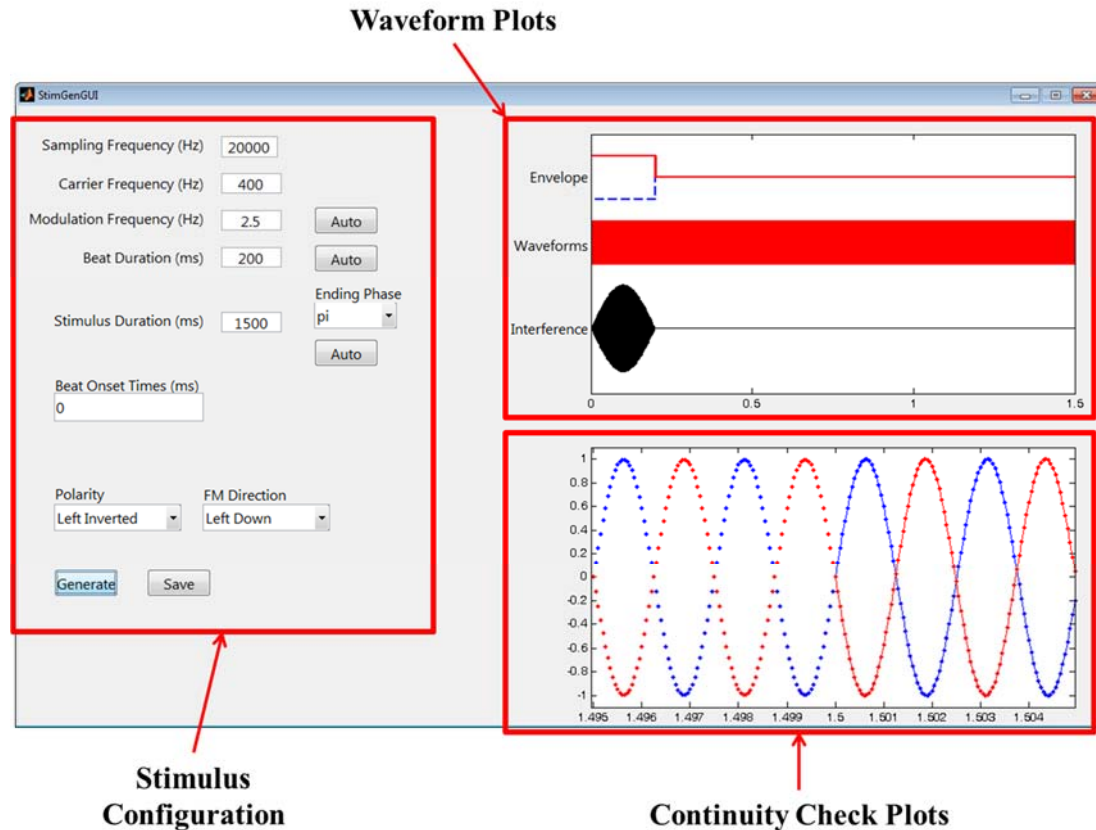 Waveform Plots
StimGenGUI
Sampling Frequency (Hz) 20000
Carrier Frequency (Hz) 400
Modulation Frequency (Hz) 2.5 Auto
Beat Duration (ms) 200 Auto
Ending Phase
Stimulus Duration (ms) 1500 pi
Auto
Beat Onset Times (ms)
0
Polarity FM Direction
Left Inverted Left Down
Generate Save
Envelope
Waveforms
Interference
0 0.5 1 1.5
1
0.8
0.6
0.4
0.2
0
-0.2
-0.4
-0.6
-0.8
-1
1.495 1.496 1.497 1.498 1.499 1.5 1.501 1.502 1.503 1.504
Stimulus
Configuration
Continuity Check Plots